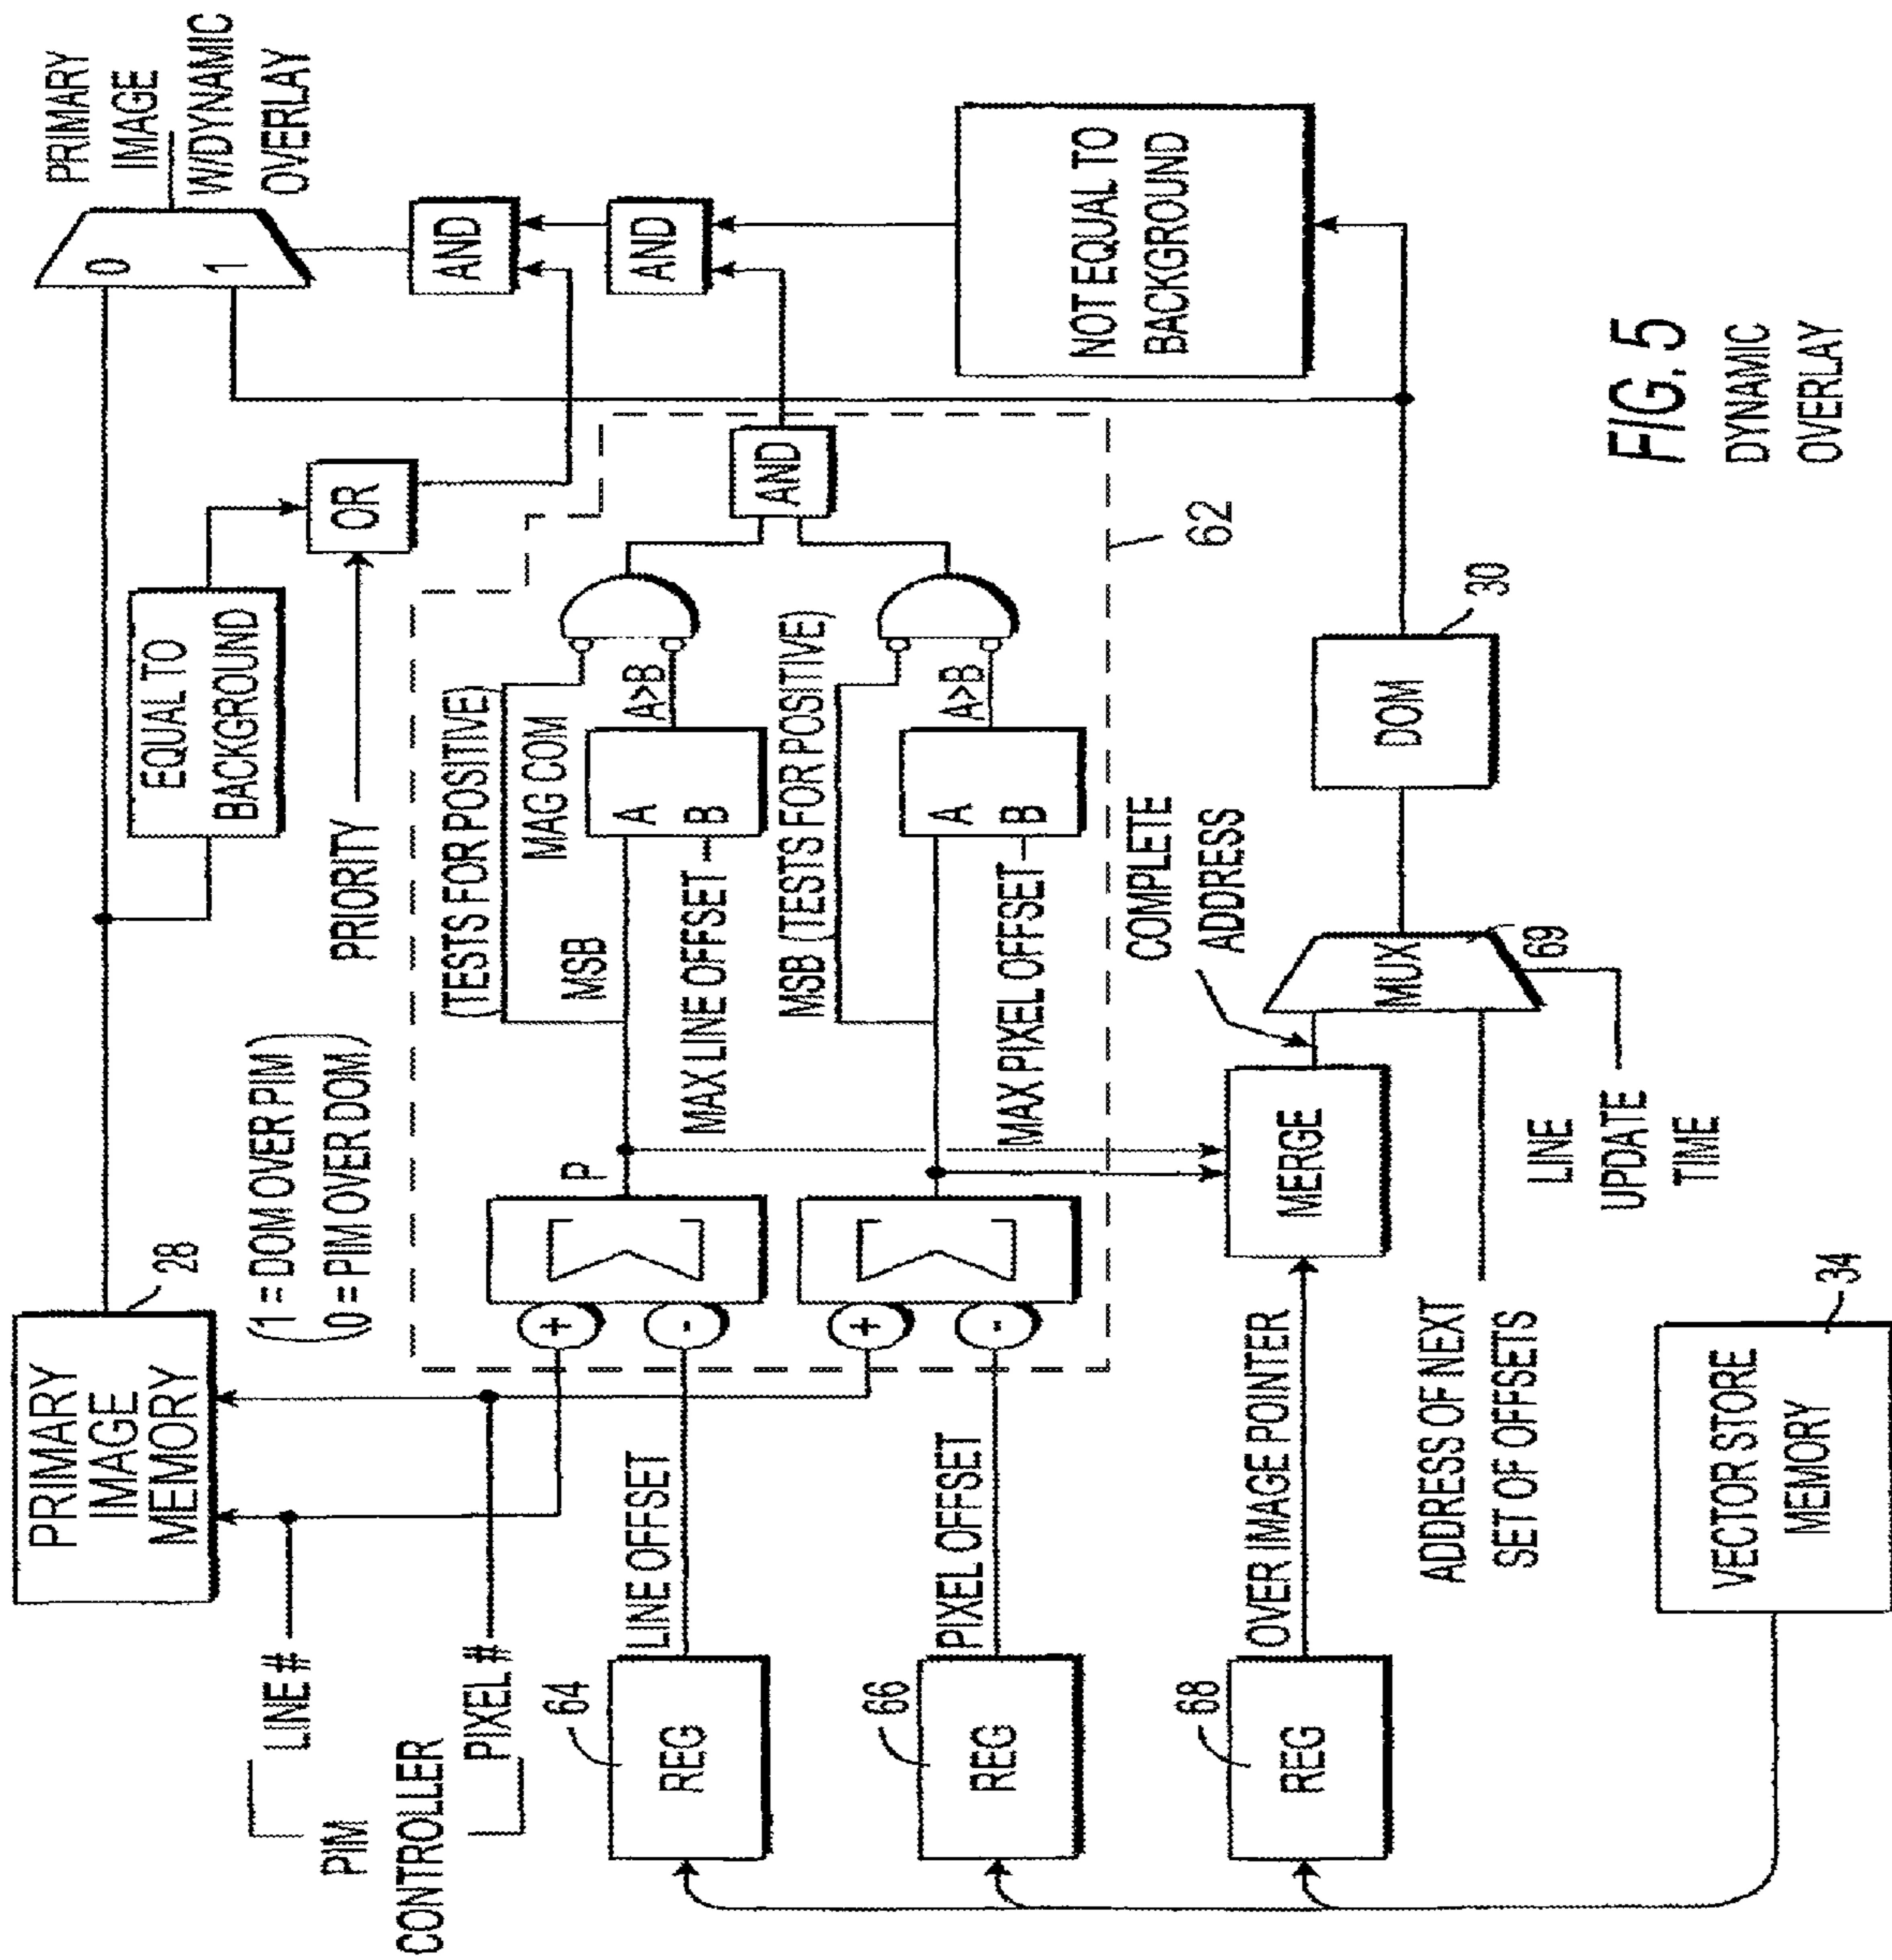 PRIMARY
IMAGE
MEMORY
28
PIM
CONTROLLER
LINE #
PIXEL #
(1 = DOM OVER PIM
0 = PIM OVER DOM)
EQUAL TO
BACKGROUND
PRIORITY
OR
0
1
PRIMARY
IMAGE
W/DYNAMIC
OVERLAY
AND
AND
64
REG
LINE OFFSET
+
-
Σ
P
MSB
(TESTS FOR POSITIVE)
MAG COM
A
B
A>B
MAX LINE OFFSET
AND
66
REG
PIXEL OFFSET
+
-
Σ
MSB (TESTS FOR POSITIVE)
A
B
A>B
MAX PIXEL OFFSET
62
NOT EQUAL TO
BACKGROUND
68
REG
OVER IMAGE POINTER
MERGE
COMPLETE
ADDRESS
MUX
69
DOM
30
ADDRESS OF NEXT
SET OF OFFSETS
LINE
UPDATE
TIME
VECTOR STORE
MEMORY
34
FIG. 5
DYNAMIC
OVERLAY